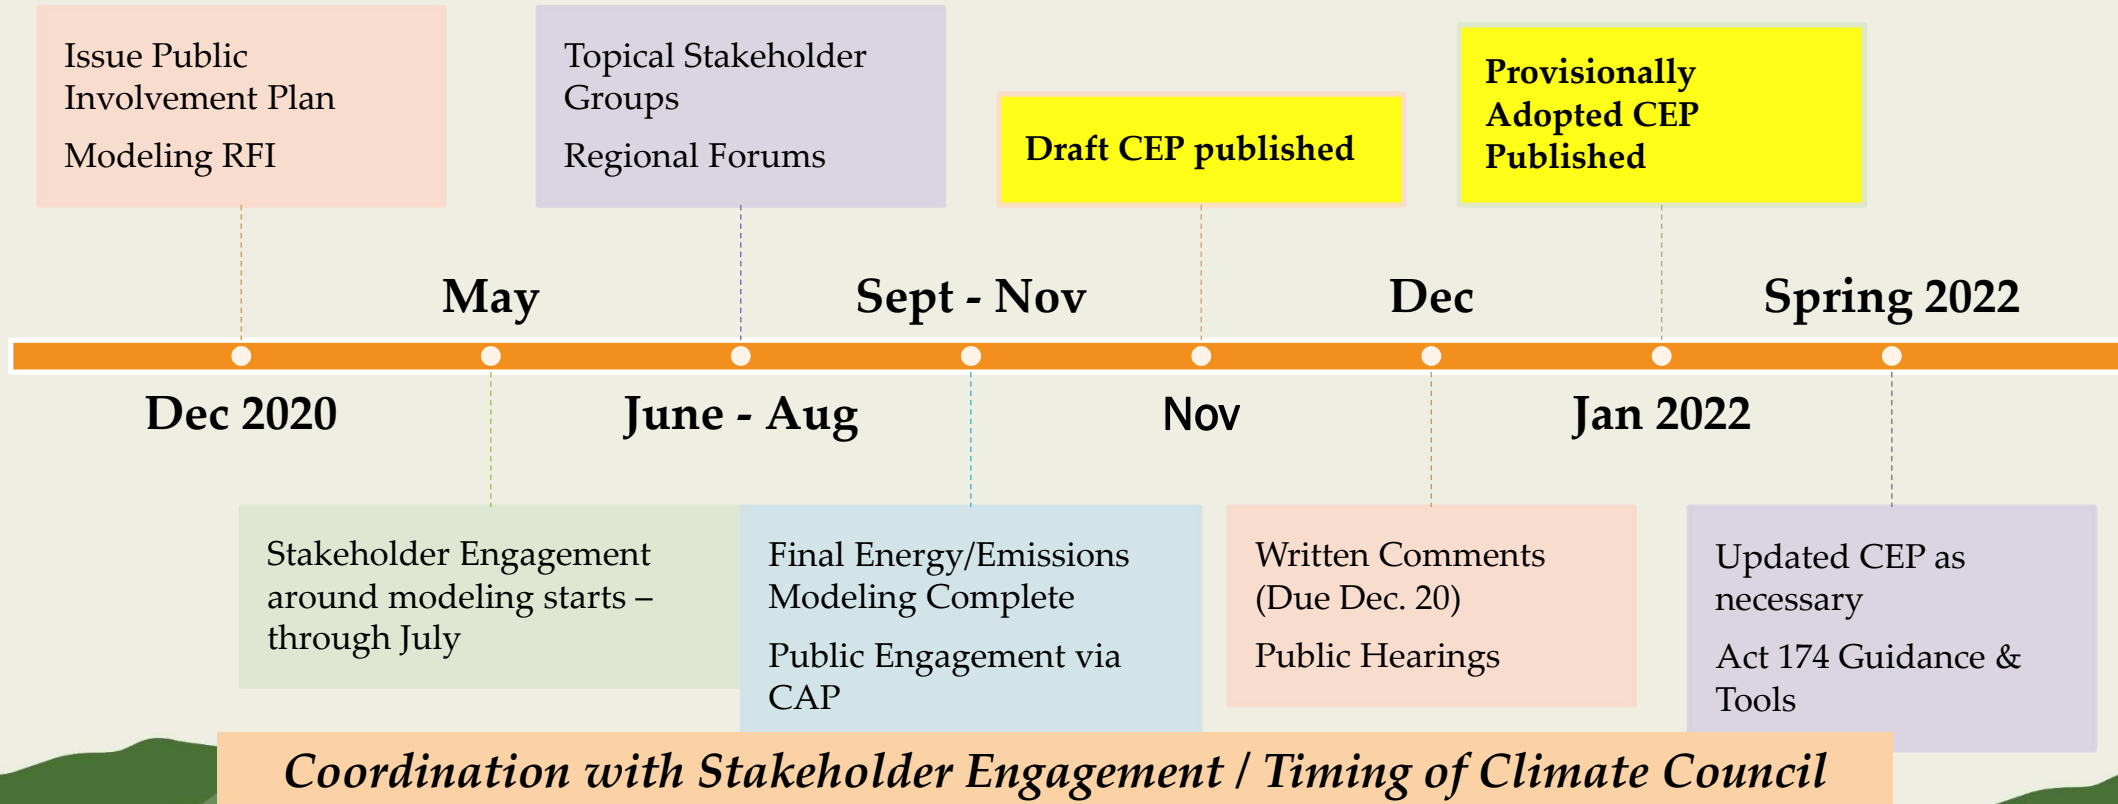 Issue Public
Involvement Plan
Modeling RFI
Topical Stakeholder
Groups
Regional Forums
Draft CEP published
Provisionally
Adopted CEP
Published
May
Sept - Nov
Dec
Spring 2022
Dec 2020
June - Aug
Nov
Jan 2022
Stakeholder Engagement
around modeling starts –
through July
Final Energy/Emissions
Modeling Complete
Public Engagement via
CAP
Written Comments
(Due Dec. 20)
Public Hearings
Updated CEP as
necessary
Act 174 Guidance &
Tools
Coordination with Stakeholder Engagement / Timing of Climate Council